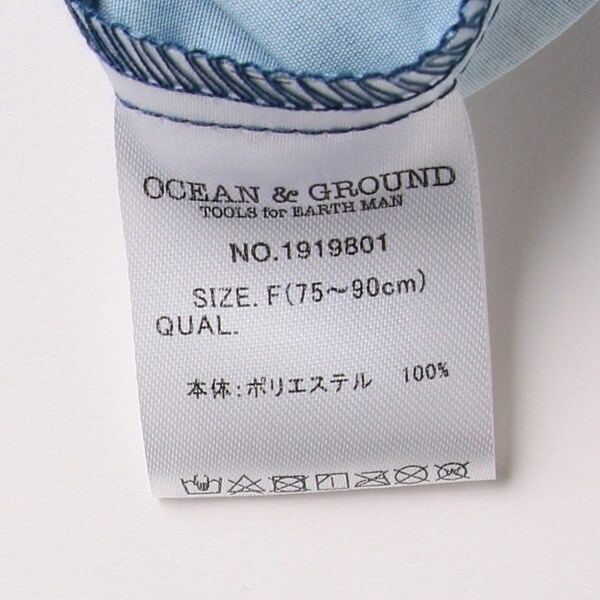 OCEAN & GROUND
TOOLS for EARTH MAN
NO.1919801
SIZE. F(75〜90cm)
QUAL.
本体:ポリエステル 100%